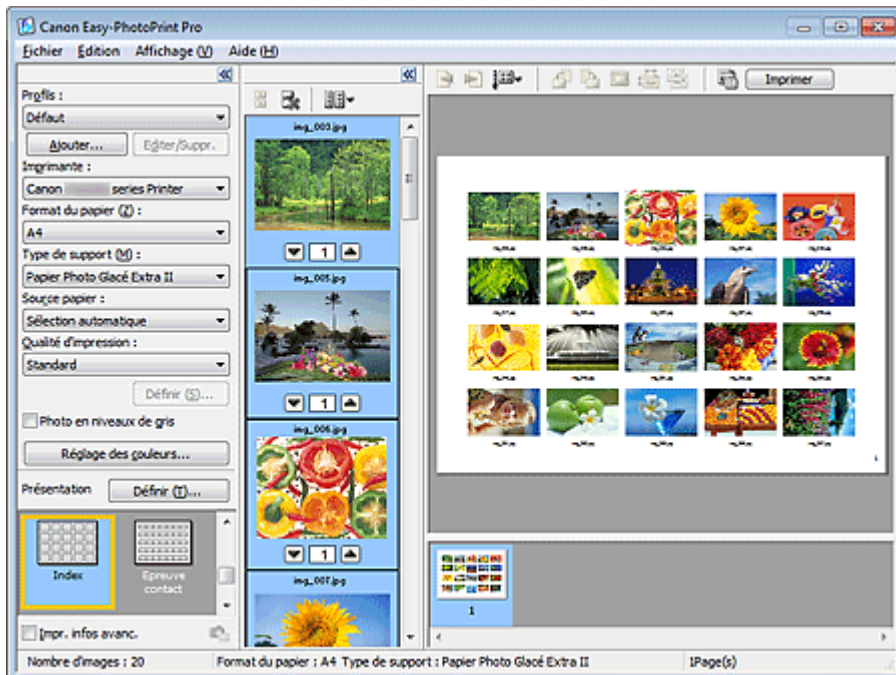 Canon Easy-PhotoPrint Pro
Fichier Edition Affichage (V) Aide (H)
Profils :
Défaut
Ajouter... Editer/Suppr.
Imprimante :
Canon series Printer
Format du papier (Z) :
A4
Type de support (M) :
Papier Photo Glacé Extra II
Source papier :
Sélection automatique
Qualité d'impression :
Standard
Définir (S)...
Photo en niveaux de gris
Réglage des couleurs...
Présentation Définir (T)...
Index
Epreuve contact
Impr. infos avanc.
img_003.jpg
1
img_005.jpg
1
img_006.jpg
1
img_007.jpg
Imprimer
1
Nombre d'images : 20 Format du papier : A4 Type de support : Papier Photo Glacé Extra II 1Page(s)